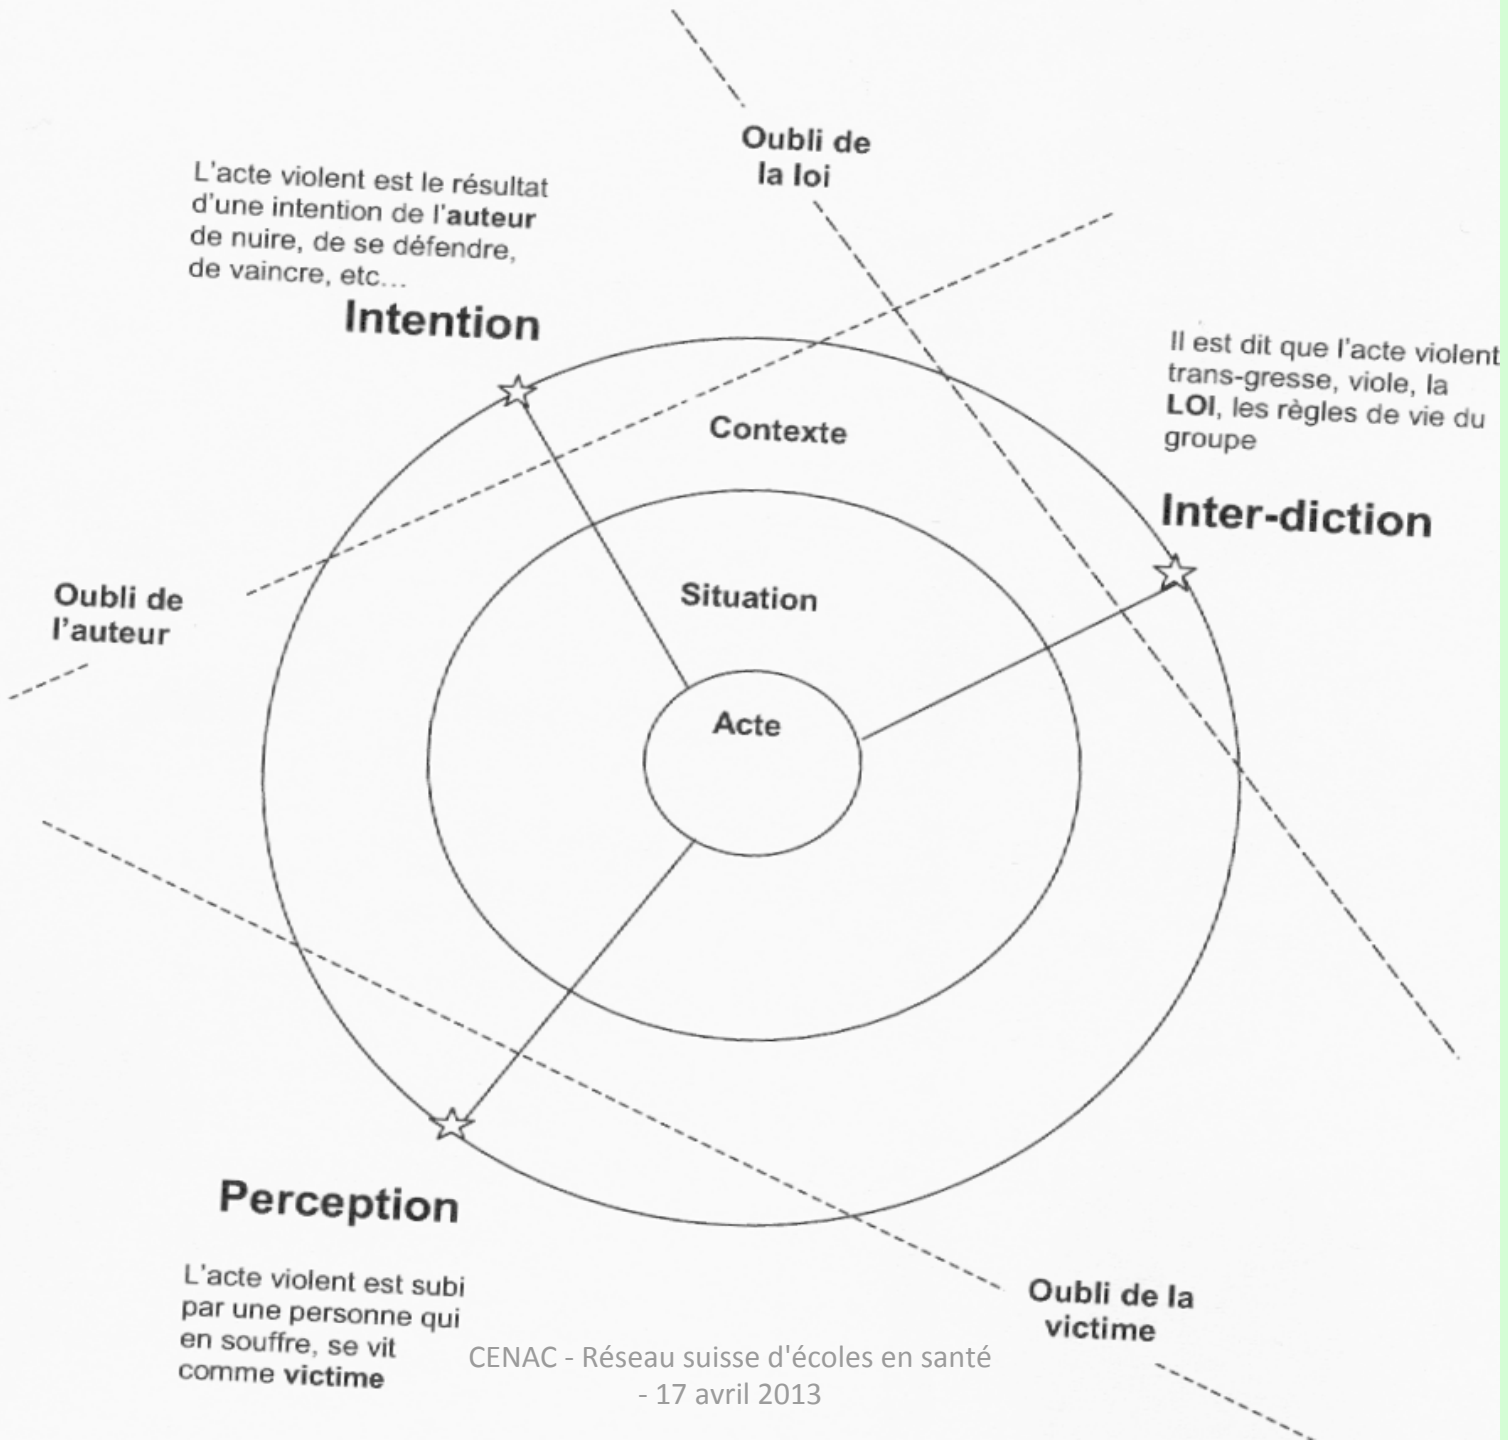 Oubli de
la loi
L'acte violent est le résultat
d'une intention de l'auteur
de nuire, de se défendre,
de vaincre, etc...
Intention
Il est dit que l'acte violent
trans-gresse, viole, la
LOI, les règles de vie du
groupe
Inter-diction
Contexte
Situation
Oubli de
l'auteur
Acte
Perception
L'acte violent est subi
par une personne qui
en souffre, se vit
comme victime
Oubli de la
victime
CENAC - Réseau suisse d'écoles en santé
- 17 avril 2013